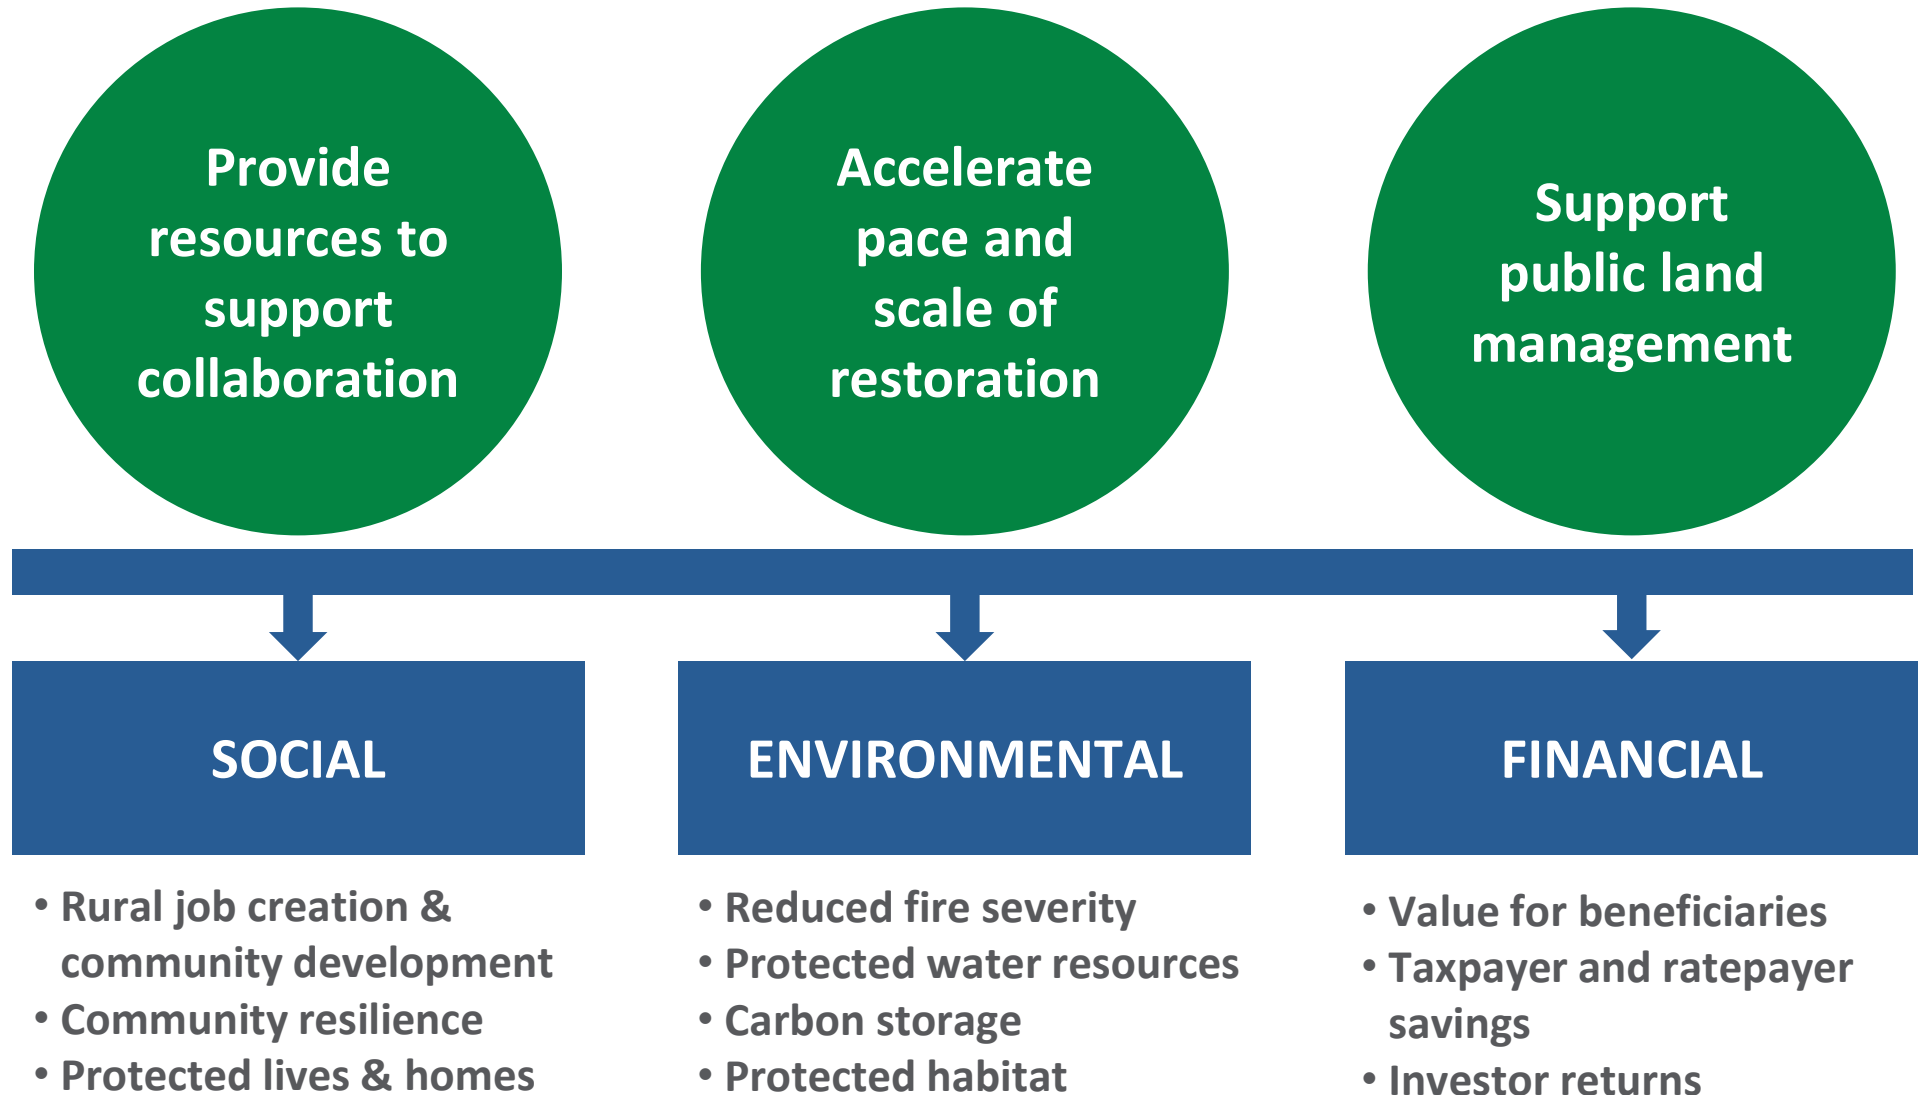 Provide
resources to
support
collaboration
Accelerate
pace and
scale of
restoration
Support
public land
management
SOCIAL
ENVIRONMENTAL
FINANCIAL
• Rural job creation &
community development
• Community resilience
• Protected lives & homes
• Reduced fire severity
• Protected water resources
• Carbon storage
• Protected habitat
• Value for beneficiaries
• Taxpayer and ratepayer
savings
• Investor returns